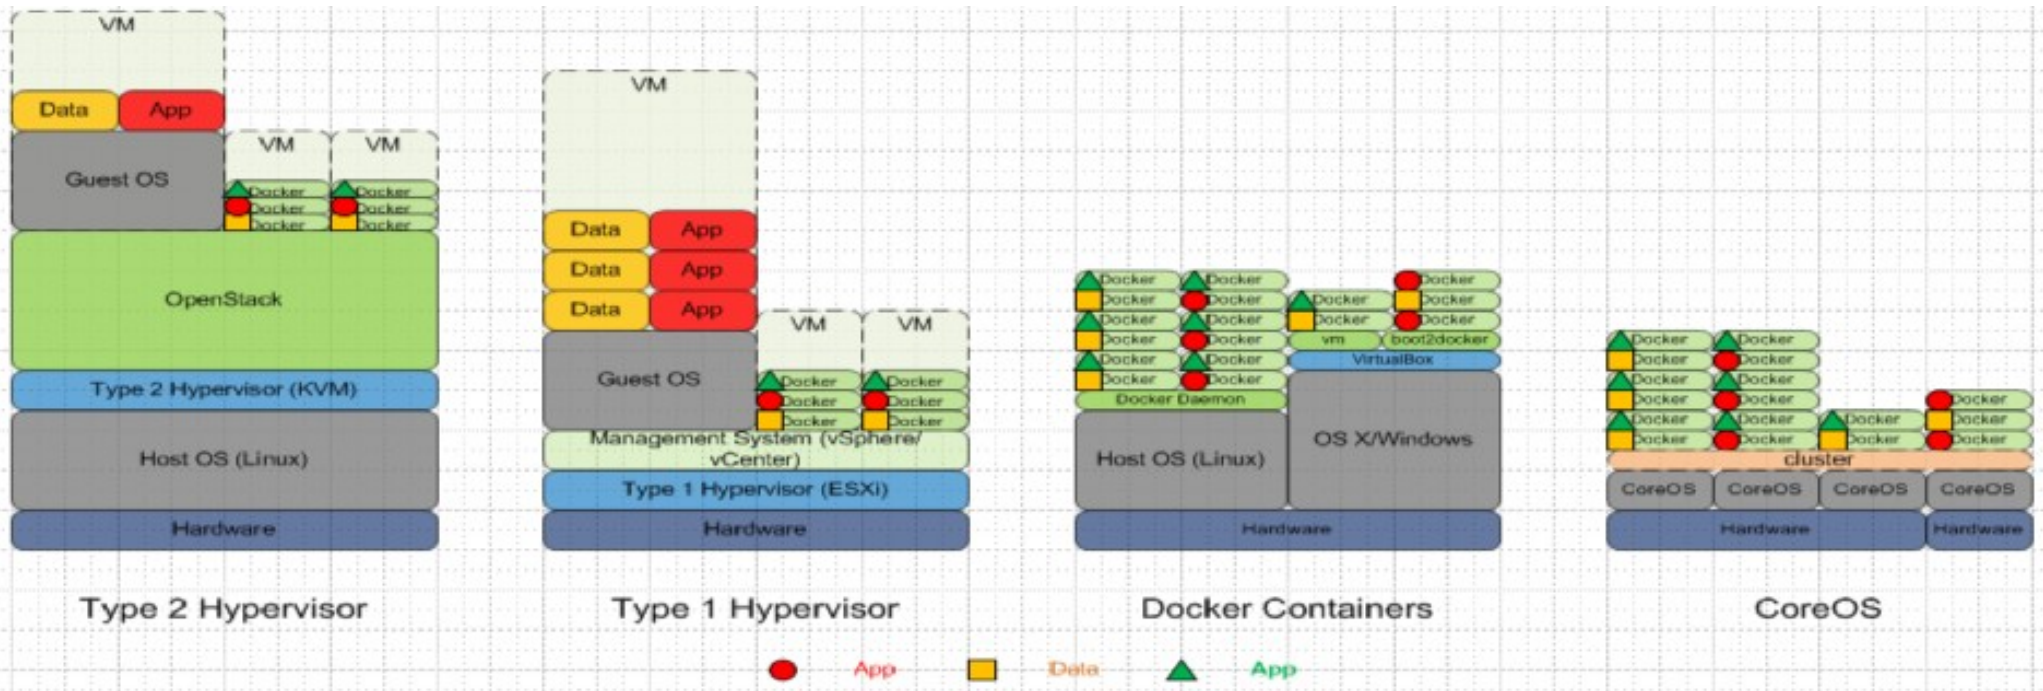 VM
Data App
Guest OS
VM VM
Docker Docker
Docker Docker
Docker Docker
OpenStack
Type 2 Hypervisor (KVM)
Host OS (Linux)
Hardware
Type 2 Hypervisor
VM
Data App
Data App
Data App
Guest OS
VM VM
Docker Docker
Docker Docker
Docker Docker
Management System (vSphere/
vCenter)
Type 1 Hypervisor (ESXi)
Hardware
Type 1 Hypervisor
Docker Docker Docker
Docker Docker Docker Docker
Docker Docker Docker Docker
Docker Docker vm boot2docker
Docker Docker VirtualBox
Docker Docker
Docker Daemon
Host OS (Linux) OS X/Windows
Hardware
Docker Containers
Docker Docker
Docker Docker
Docker Docker
Docker Docker Docker
Docker Docker Docker Docker
Docker Docker Docker Docker
cluster
CoreOS CoreOS CoreOS CoreOS
Hardware Hardware
CoreOS
App Data App